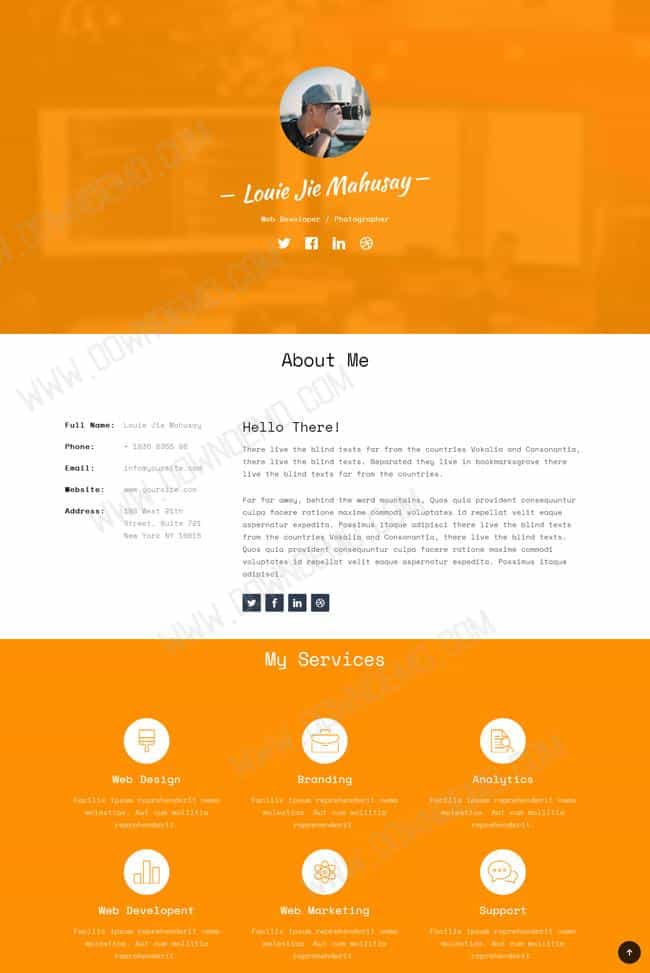 Louie Jie Mahusay
Web Developer / Photographer
About Me
Full Name: Louie Jie Mahusay
Phone:
Email: info@yoursite.com
Website: www.yoursite.com
Address: 198 West 21th
Street, Suite 721
New York NY 10016
Hello There!
There live the blind texts far from the countries Vokalia and Consonantia,
there live the blind texts. Separated they live in bookmarksgrove there
live the blind texts far from the countries.
Far far away, behind the word mountains, Quos quia provident consequuntur
culpa facere ratione maxime commodi voluptates id repellat velit eaque
aspernatur expedita. Possimus itaque adipisci there live the blind texts
from the countries Vokalia and Consonantia, there live the blind texts.
Quos quia provident consequuntur culpa facere ratione maxime commodi
voluptates id repellat velit eaque aspernatur expedita. Possimus itaque
adipisci.
My Services
Web Design
Branding
Analytics
Facilis ipsum reprehenderit nemo
molestias. Aut cum mollitia
reprehenderit.
Facilis ipsum reprehenderit nemo
molestias. Aut cum mollitia
reprehenderit.
Facilis ipsum reprehenderit nemo
molestias. Aut cum mollitia
reprehenderit.
Web Developent
Web Marketing
Support
Facilis ipsum reprehenderit nemo
molestias. Aut cum mollitia
reprehenderit.
Facilis ipsum reprehenderit nemo
molestias. Aut cum mollitia
reprehenderit.
Facilis ipsum reprehenderit nemo
molestias. Aut cum mollitia
reprehenderit.
WWW.DOWNDEMO.COM